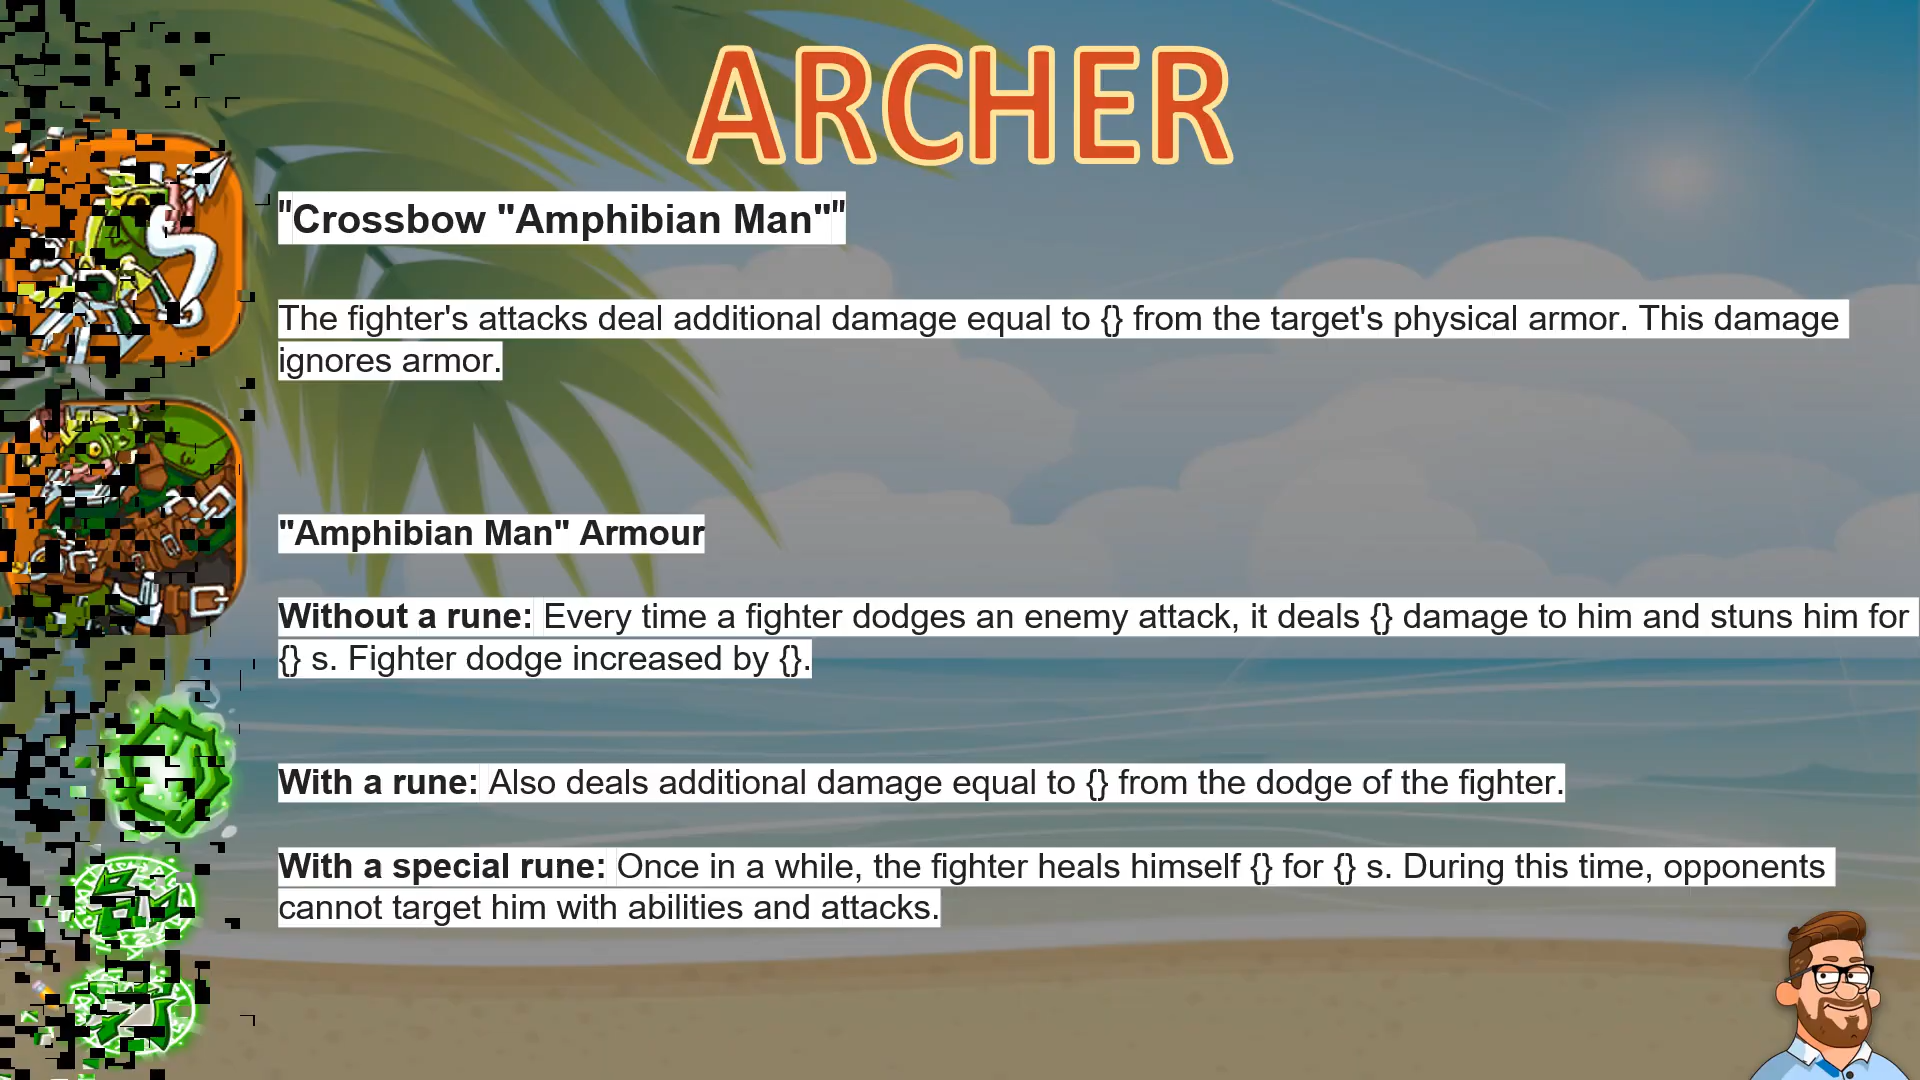 ARCHER
"Crossbow "Amphibian Man""
The fighter's attacks deal additional damage equal to {} from the target's physical armor. This damage
ignores armor.
"Amphibian Man" Armour
Without a rune: Every time a fighter dodges an enemy attack, it deals {} damage to him and stuns him for
{} s. Fighter dodge increased by {}.
With a rune: Also deals additional damage equal to {} from the dodge of the fighter.
With a special rune: Once in a while, the fighter heals himself {} for {} s. During this time, opponents
cannot target him with abilities and attacks.